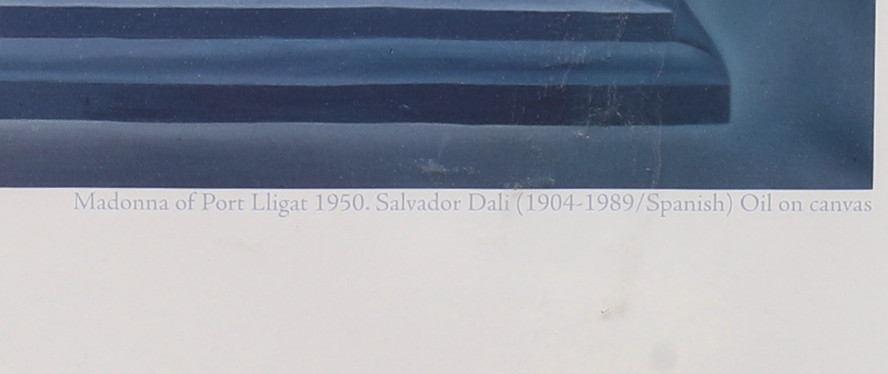 Madonna of Port Lligat 1950. Salvador Dali (1904-1989/Spanish) Oil on canvas